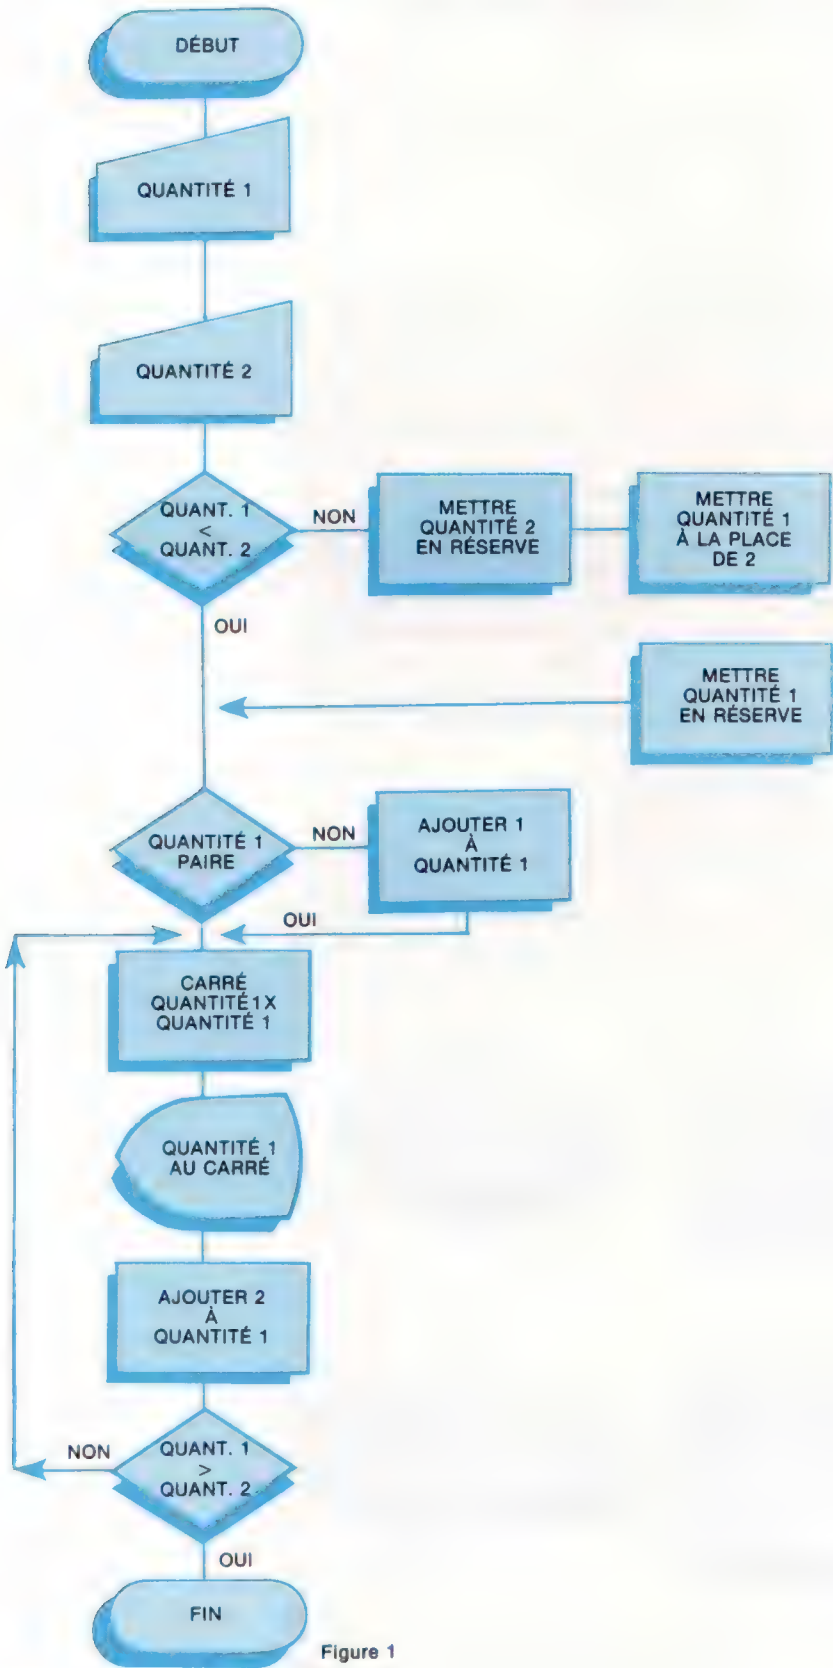 DÉBUT
QUANTITÉ 1
QUANTITÉ 2
QUANT. 1
<
QUANT. 2
NON
METTRE
QUANTITÉ 2
EN RÉSERVE
METTRE
QUANTITÉ 1
À LA PLACE
DE 2
OUI
METTRE
QUANTITÉ 1
EN RÉSERVE
QUANTITÉ 1
PAIRE
NON
AJOUTER 1
À
QUANTITÉ 1
OUI
CARRÉ
QUANTITÉ1X
QUANTITÉ 1
QUANTITÉ 1
AU CARRÉ
AJOUTER 2
À
QUANTITÉ 1
QUANT. 1
>
QUANT. 2
NON
OUI
FIN
Figure 1